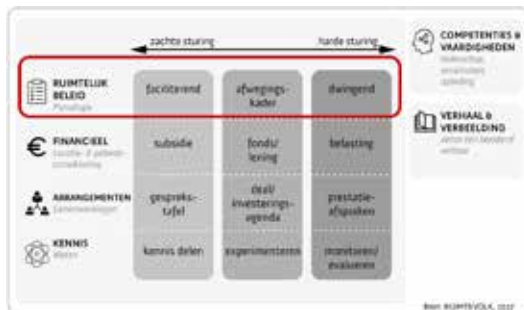 zachte sturing
harde sturing
RUIMTELIJK
BELEID
faciliterend
afwegings-
kader
dwingend
FINANCIEEL
subsidie
fonds/
lening
belasting
ARRANGEMENTEN
gespreks-
tafel
deal/
investerings-
agenda
prestatie-
afspraken
KENNIS
kennis delen
experimenteren
monitoren/
evalueren
COMPETENTIES &
VAARDIGHEDEN
VERHAAL &
VERBEELDING
Bron: RUIMTEVOLK,